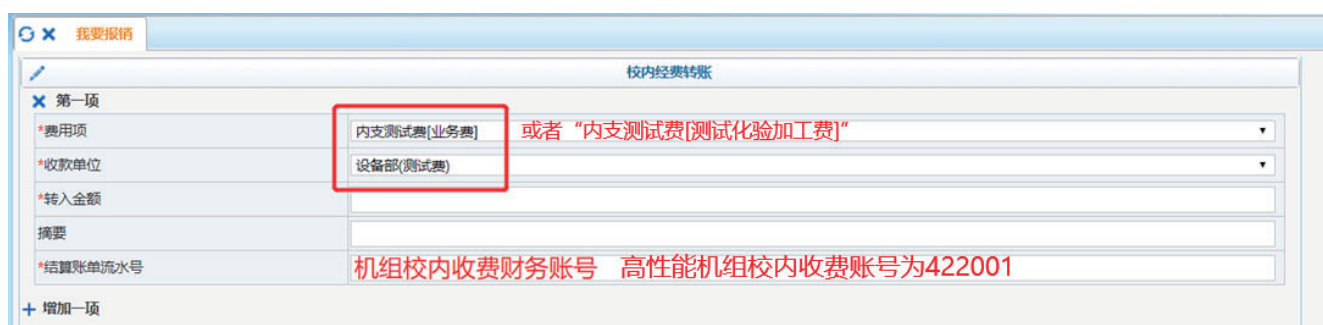 我要报销
校内经费转账
第一项
*费用项 内支测试费[业务费] 或者“内支测试费[测试化验加工费]"
*收款单位 设备部(测试费)
*转入金额
摘要
*结算账单流水号 机组校内收费财务账号 高性能机组校内收费账号为422001
增加一项